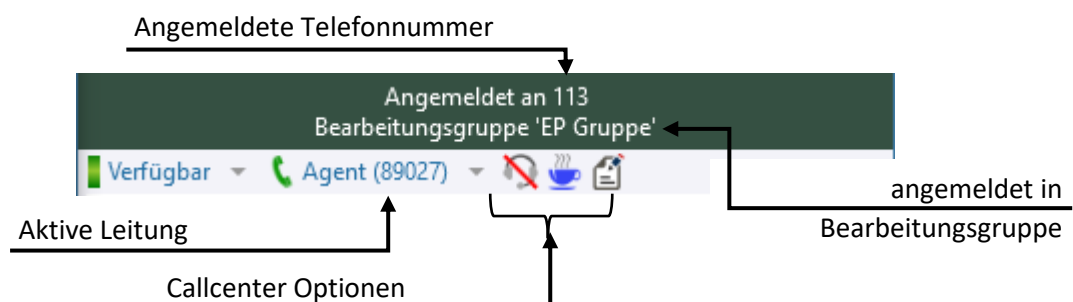 Angemeldete Telefonnummer
Angemeldet an 113
Bearbeitungsgruppe 'EP Gruppe'
Verfügbar Agent (89027)
angemeldet in
Bearbeitungsgruppe
Aktive Leitung
Callcenter Optionen